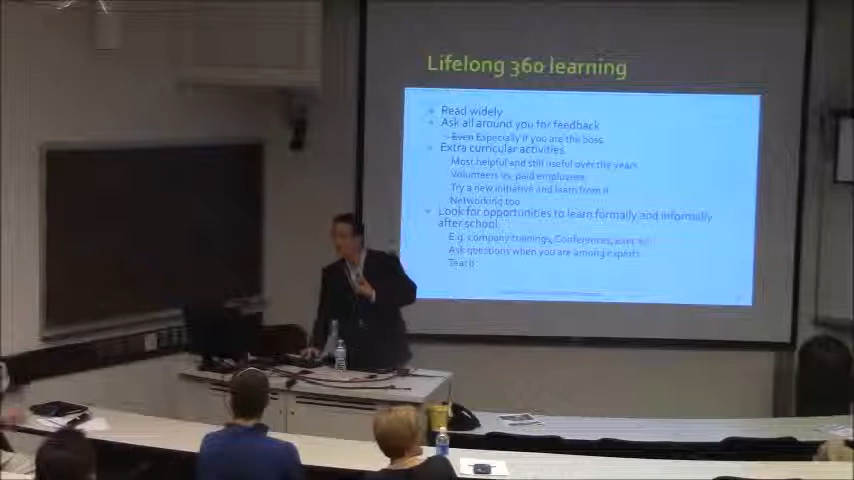 Lifelong 360 learning
Read widely
Ask all around you for feedback
Even Especially if you are the boss
Extra curricular activities
Most helpful and still useful over the years
Volunteers vs. paid employees
Try a new initiative and learn from it
Networking too
Look for opportunities to learn formally and informally
after school
E.g. company trainings, Conferences, exec ed
Ask questions when you are among experts
Teach